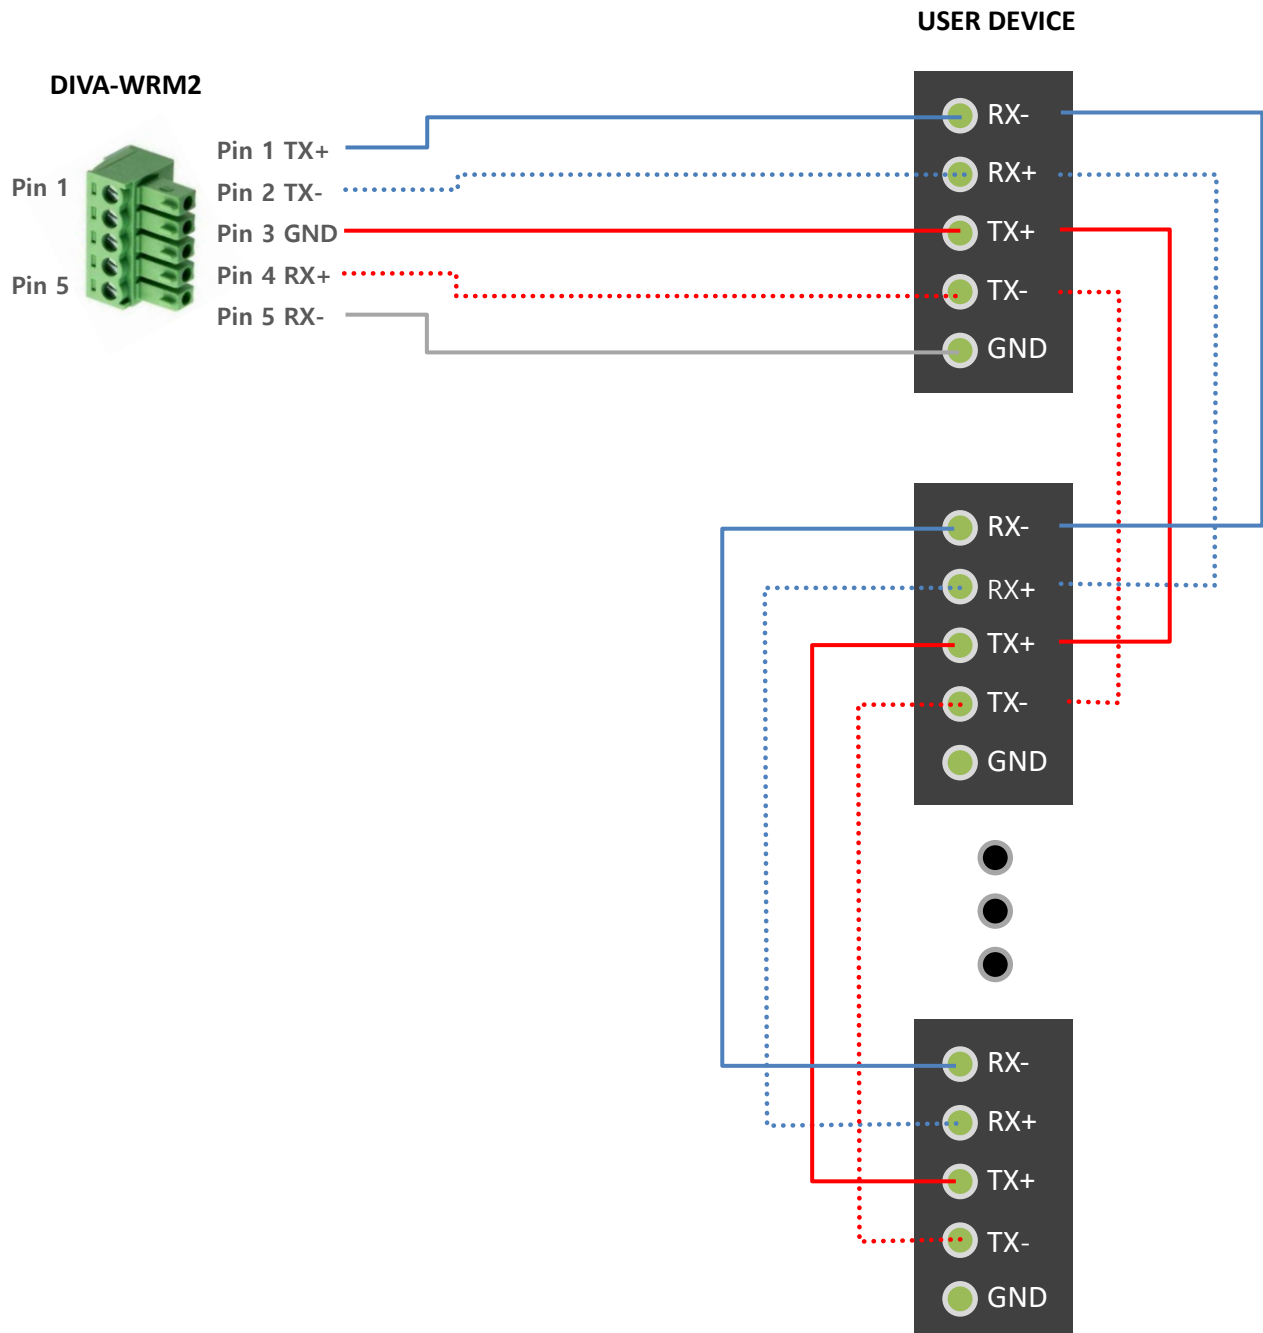 USER DEVICE
DIVA-WRM2
Pin 1
Pin 5
Pin 1 TX+
Pin 2 TX-
Pin 3 GND
Pin 4 RX+
Pin 5 RX-
RX-
RX+
TX+
TX-
GND
RX-
RX+
TX+
TX-
GND
RX-
RX+
TX+
TX-
GND